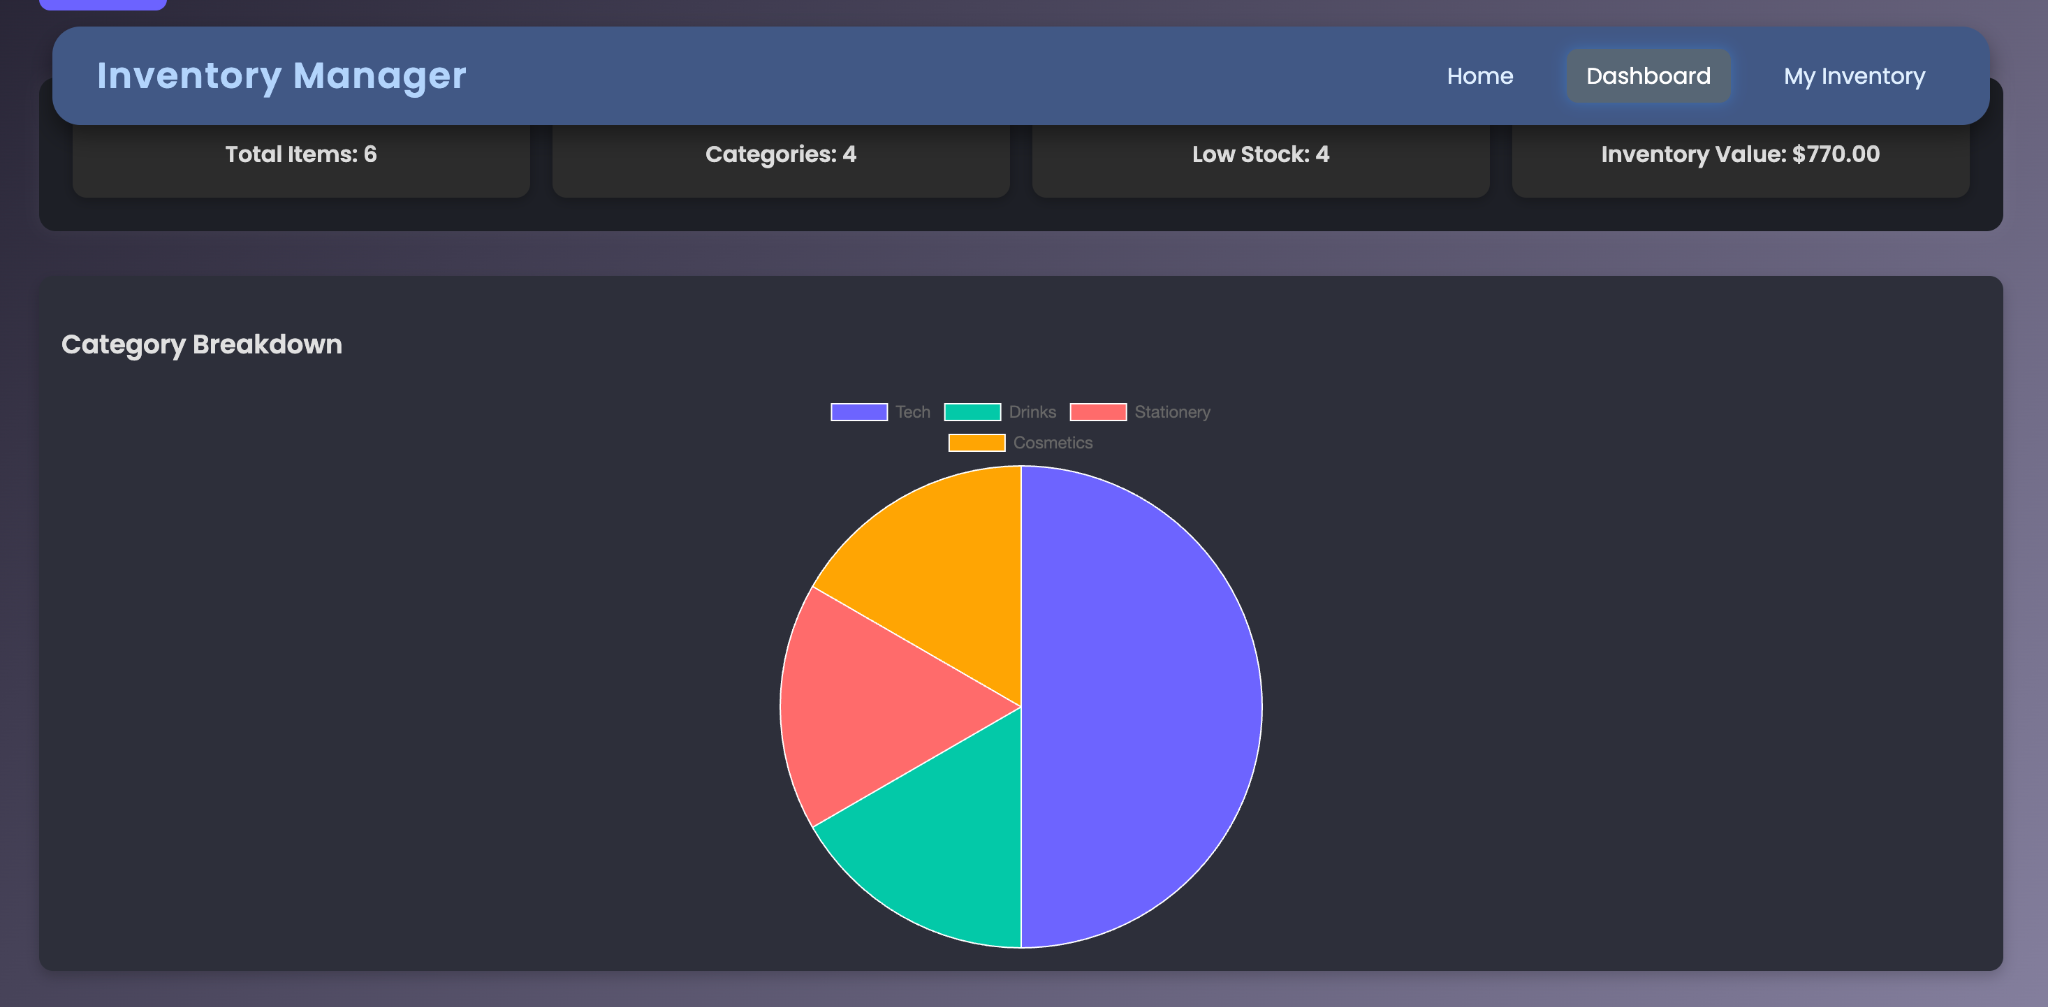 Inventory Manager
Home
Dashboard
My Inventory
Total Items: 6
Categories: 4
Low Stock: 4
Inventory Value: $770.00
Category Breakdown
Tech
Drinks
Stationery
Cosmetics